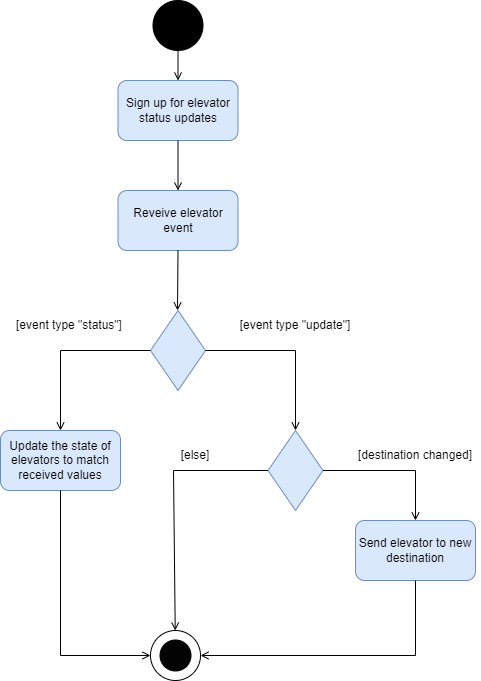 Sign up for elevator
status updates
Reveive elevator
event
[event type "status"]
[event type "update"]
Update the state of
elevators to match
received values
[else]
[destination changed]
Send elevator to new
destination